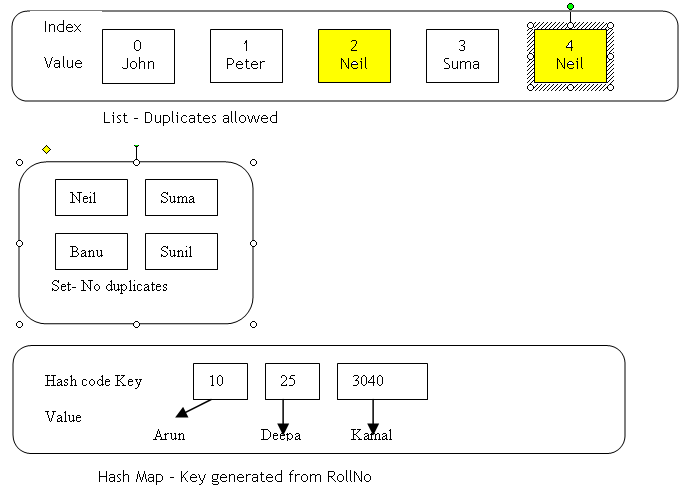 Index
0 1 2 3 4
Value John Peter Neil Suma Neil
List - Duplicates allowed
Neil Suma
Banu Sunil
Set- No duplicates
Hash code Key 10 25 3040
Value
Arun Deepa Kamal
Hash Map - Key generated from RollNo